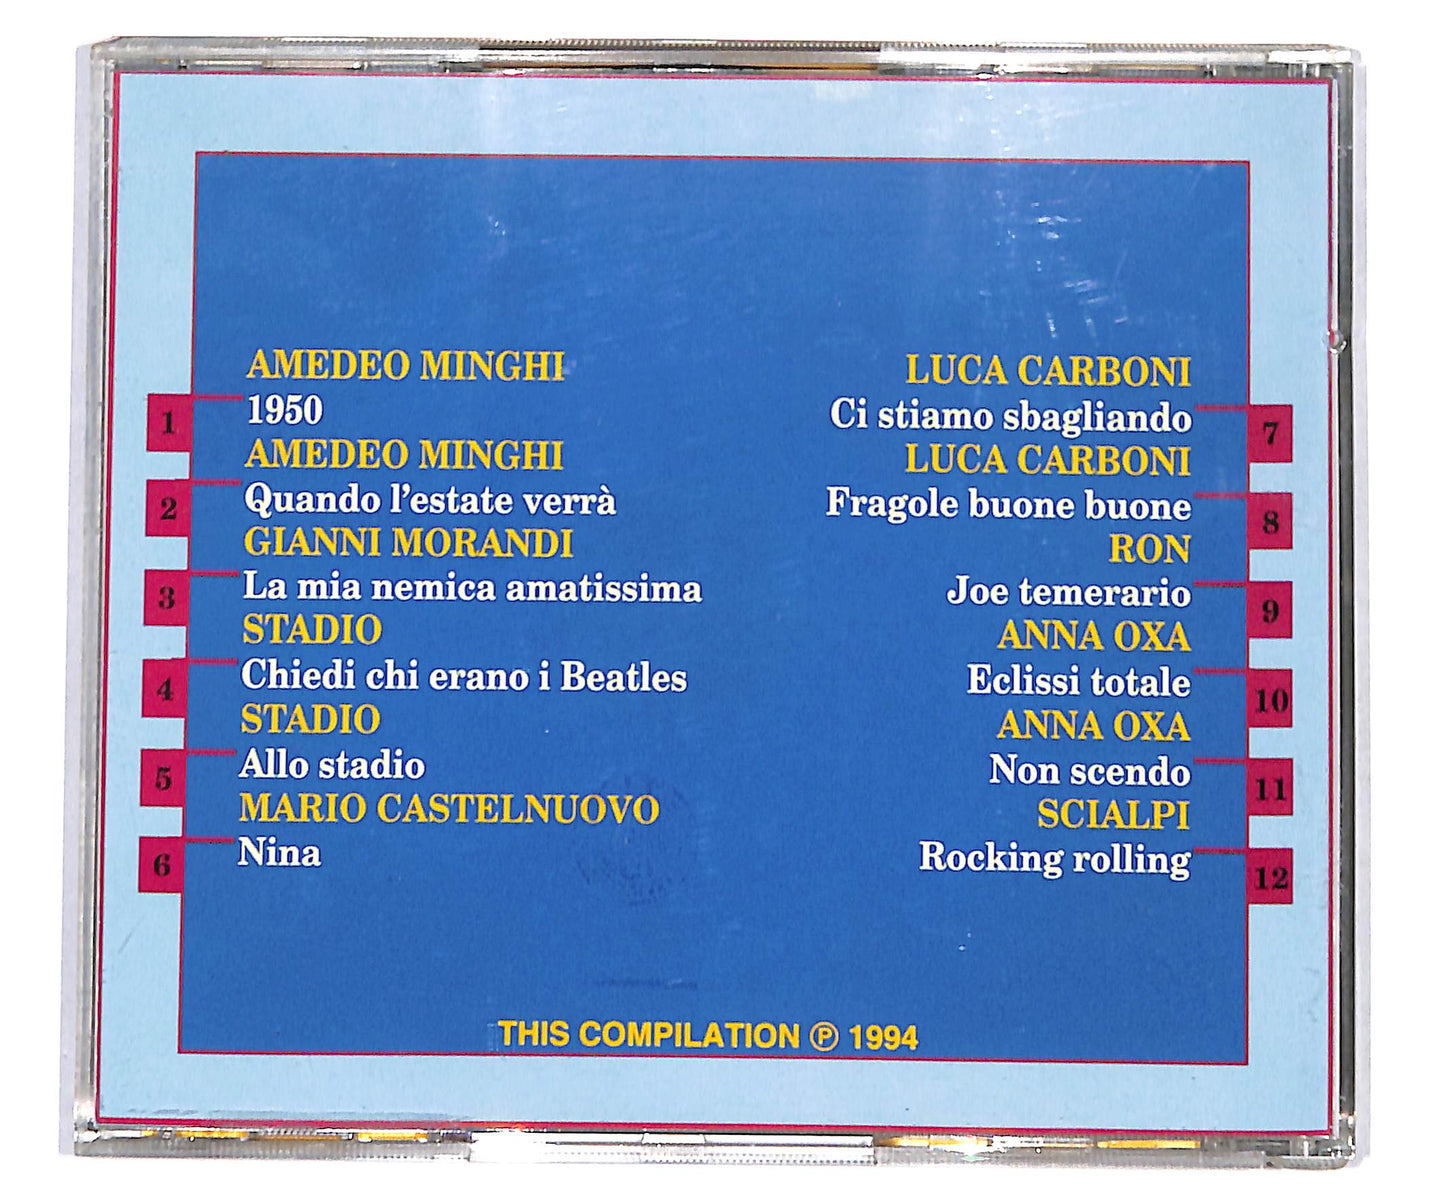 AMEDEO MINGHI
1 1950
AMEDEO MINGHI
2 Quando l'estate verrà
GIANNI MORANDI
3 La mia nemica amatissima
STADIO
4 Chiedi chi erano i Beatles
STADIO
5 Allo stadio
MARIO CASTELNUOVO
6 Nina
LUCA CARBONI
Ci stiamo sbagliando 7
LUCA CARBONI
Fragole buone buone 8
RON
Joe temerario 9
ANNA OXA
Eclissi totale 10
ANNA OXA
Non scendo 11
SCIALPI
Rocking rolling 12
THIS COMPILATION ℗ 1994